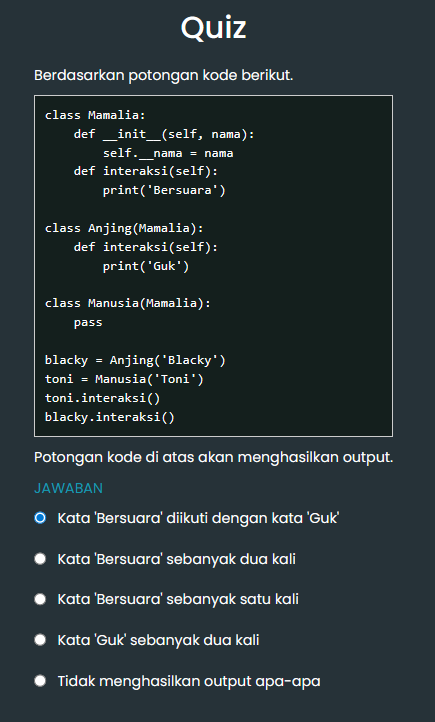 Quiz
Berdasarkan potongan kode berikut.
class Mamalia:
    def __init__(self, nama):
        self.__nama = nama
    def interaksi(self):
        print('Bersuara')
class Anjing(Mamalia):
    def interaksi(self):
        print('Guk')
class Manusia(Mamalia):
    pass
blacky = Anjing('Blacky')
toni = Manusia('Toni')
toni.interaksi()
blacky.interaksi()
Potongan kode di atas akan menghasilkan output.
JAWABAN
Kata 'Bersuara' diikuti dengan kata 'Guk'
Kata 'Bersuara' sebanyak dua kali
Kata 'Bersuara' sebanyak satu kali
Kata 'Guk' sebanyak dua kali
Tidak menghasilkan output apa-apa